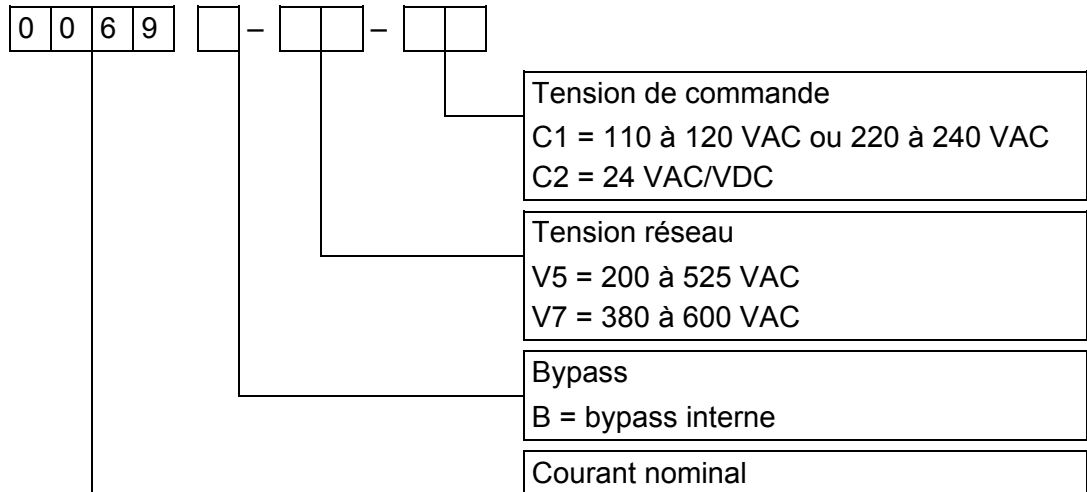 0 0 6 9 – –
Tension de commande
C1 = 110 à 120 VAC ou 220 à 240 VAC
C2 = 24 VAC/VDC
Tension réseau
V5 = 200 à 525 VAC
V7 = 380 à 600 VAC
Bypass
B = bypass interne
Courant nominal